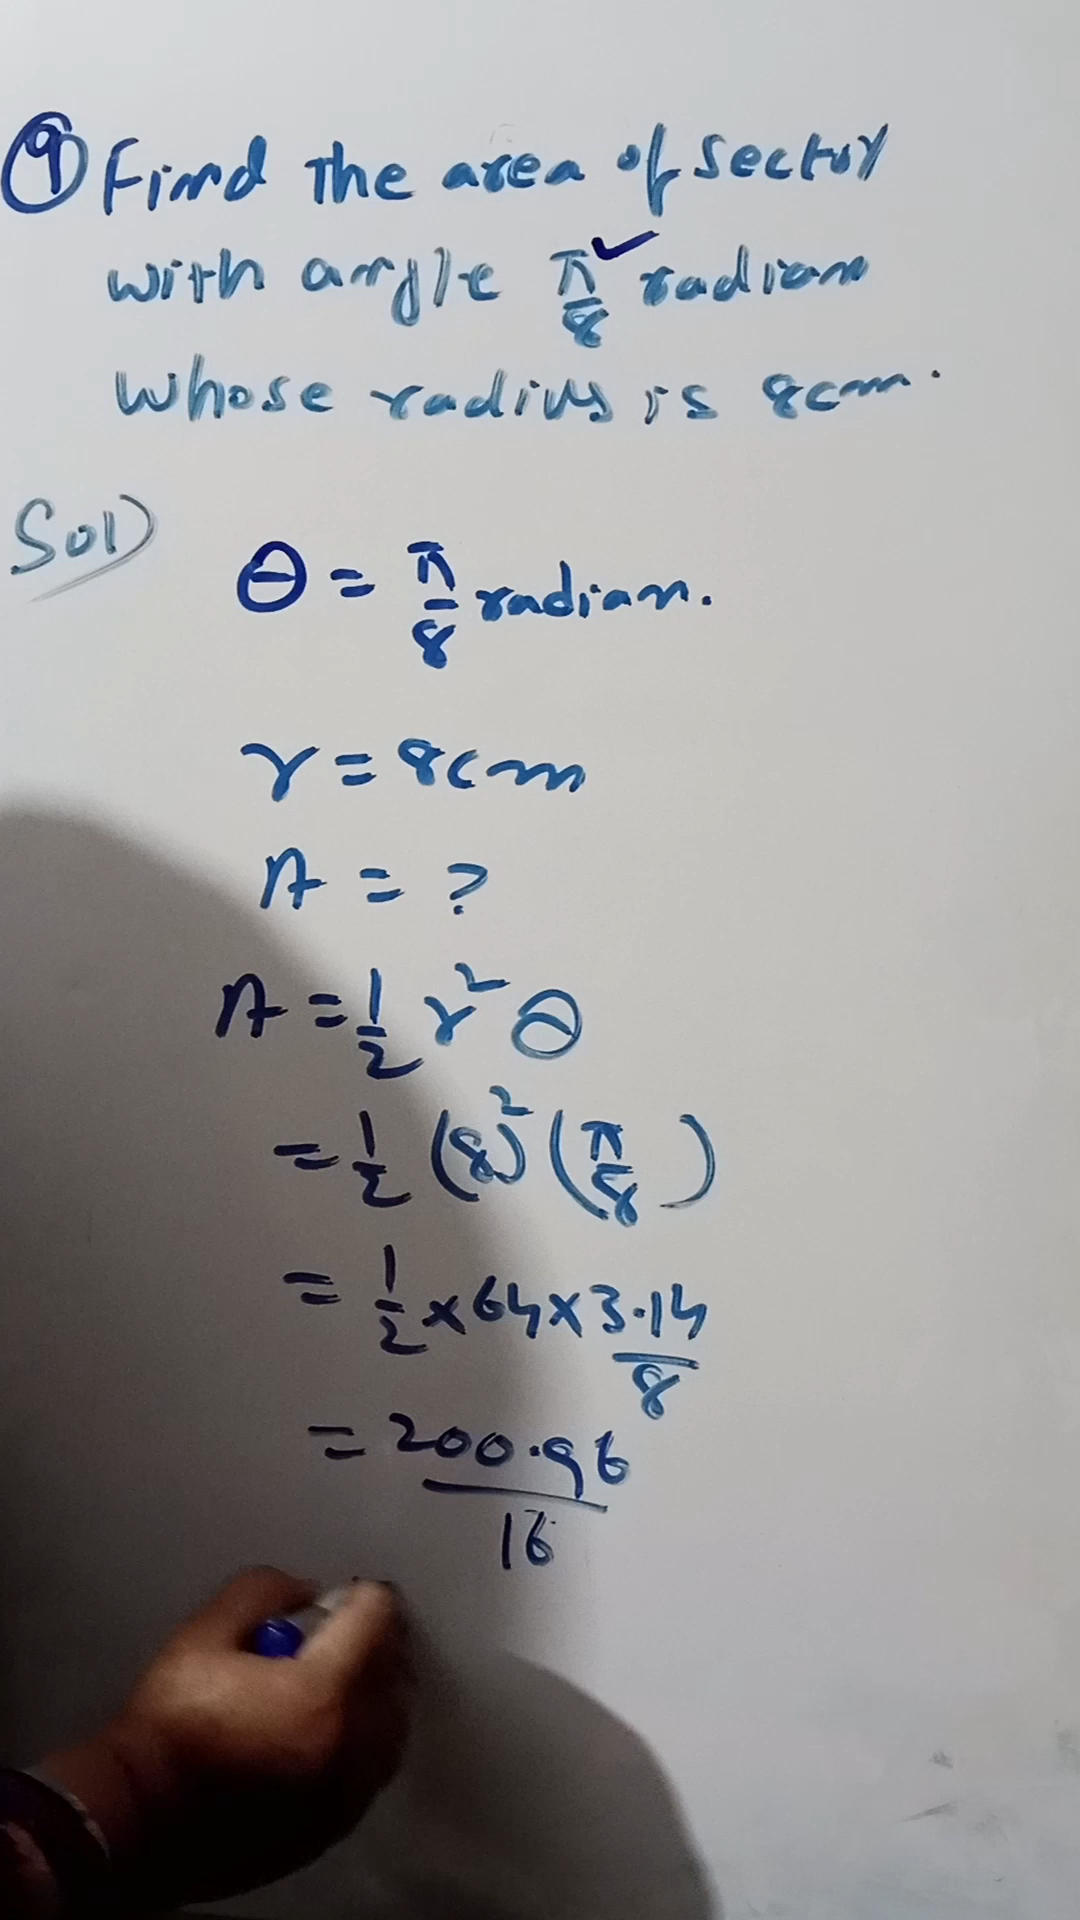 9 Find the area of sector
with angle π/8 radian
whose radius is 8cm.
Sol)
θ = π/8 radian.
r = 8cm
A = ?
A = 1/2 r² θ
= 1/2 (8)² (π/8)
= 1/2 × 64 × 3.14/8
= 200.96/16